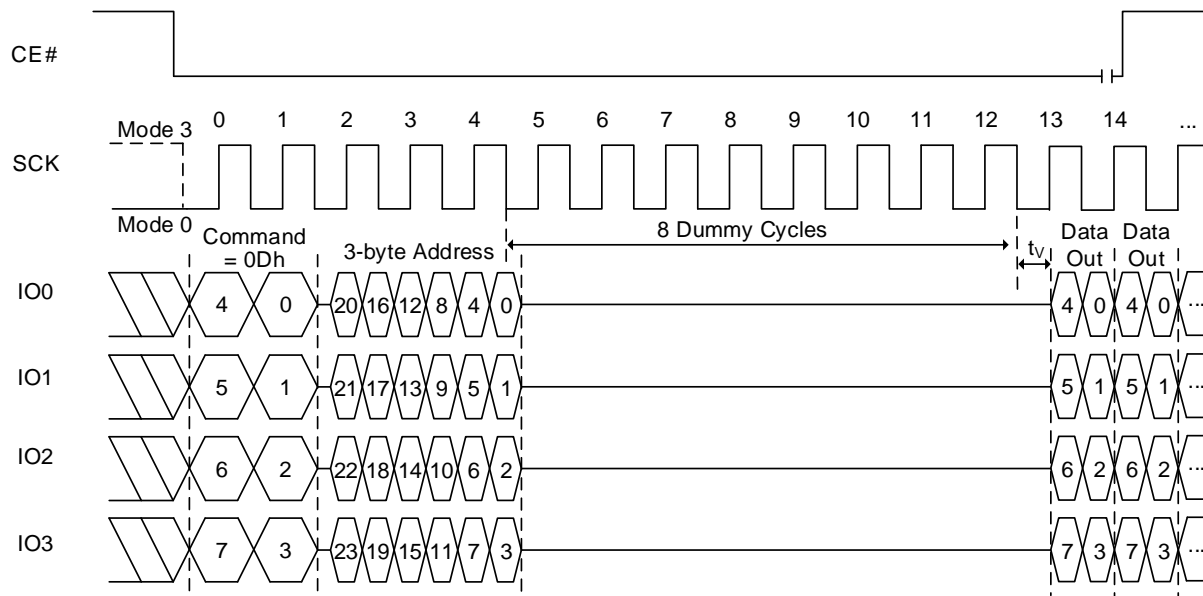 CE#
0 1 2 3 4 5 6 7 8 9 10 11 12 13 14 ...
Mode 3
SCK
Mode 0
Command
= 0Dh
3-byte Address
8 Dummy Cycles
tV
Data
Out
Data
Out
IO0 4 0 20 16 12 8 4 0 4 0 4 0 ...
IO1 5 1 21 17 13 9 5 1 5 1 5 1 ...
IO2 6 2 22 18 14 10 6 2 6 2 6 2 ...
IO3 7 3 23 19 15 11 7 3 7 3 7 3 ...